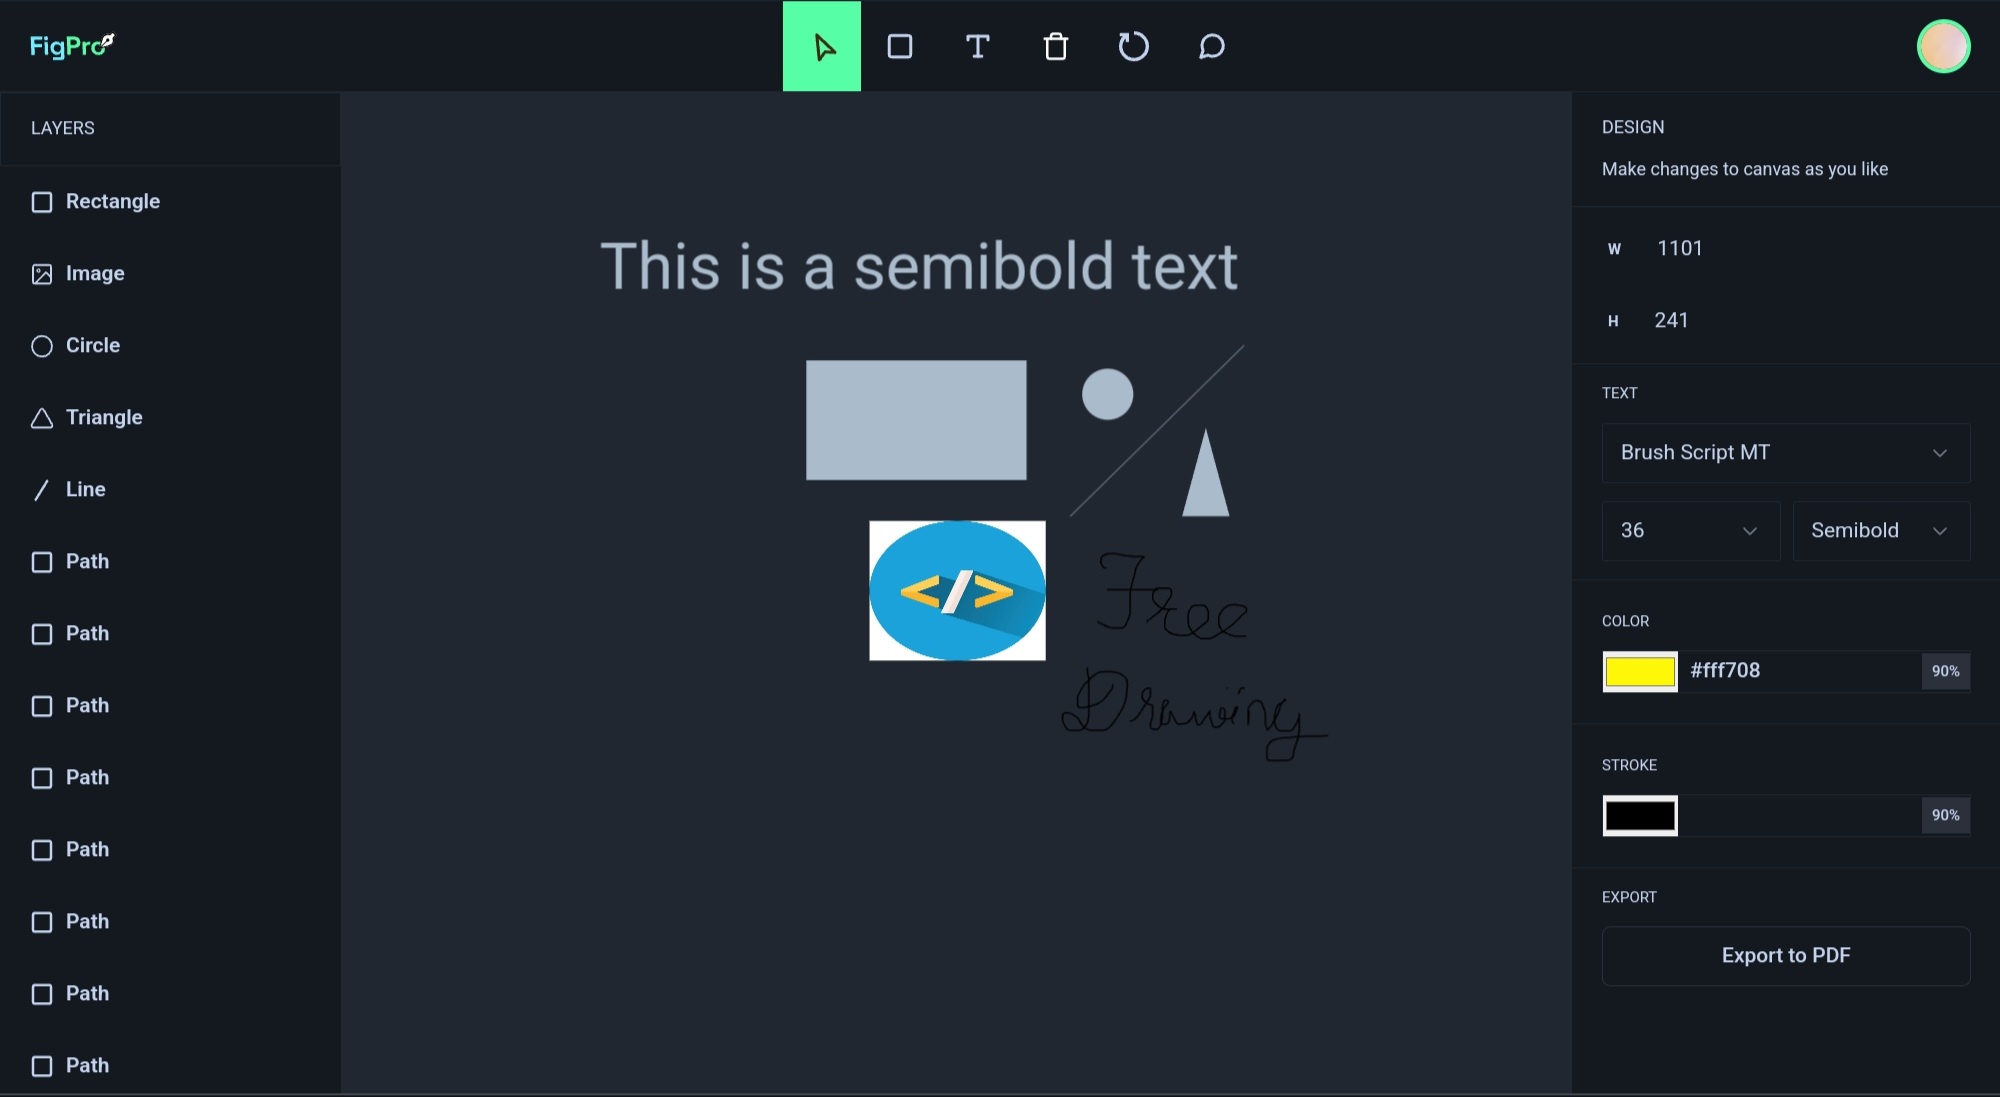 FigPro
LAYERS
Rectangle
Image
Circle
Triangle
Line
Path
Path
Path
Path
Path
Path
Path
Path
This is a semibold text
</>
Free
Drawing
DESIGN
Make changes to canvas as you like
W 1101
H 241
TEXT
Brush Script MT
36 Semibold
COLOR
#fff708 90%
STROKE
90%
EXPORT
Export to PDF